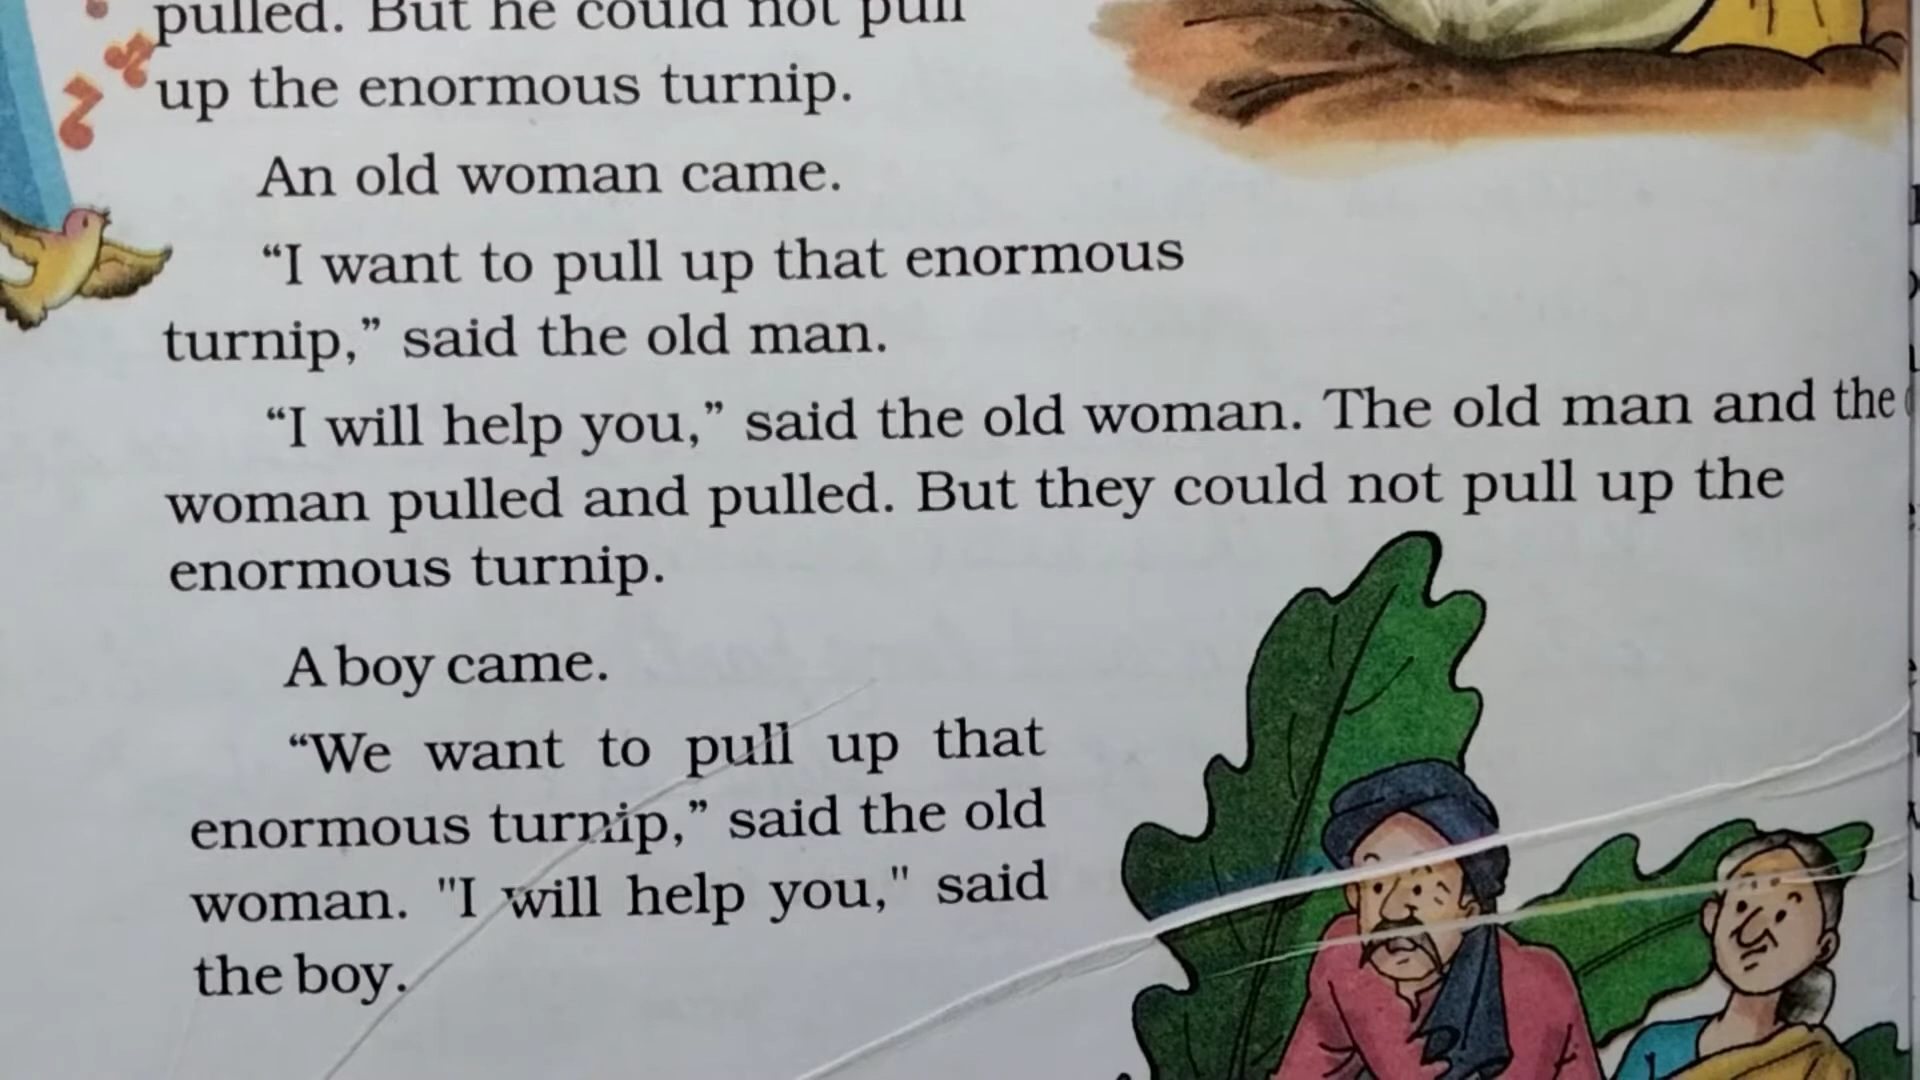 pulled. But he could not pull
up the enormous turnip.
An old woman came.
“I want to pull up that enormous
turnip,” said the old man.
“I will help you,” said the old woman. The old man and the
woman pulled and pulled. But they could not pull up the
enormous turnip.
A boy came.
“We want to pull up that
enormous turnip,” said the old
woman. "I will help you," said
the boy.